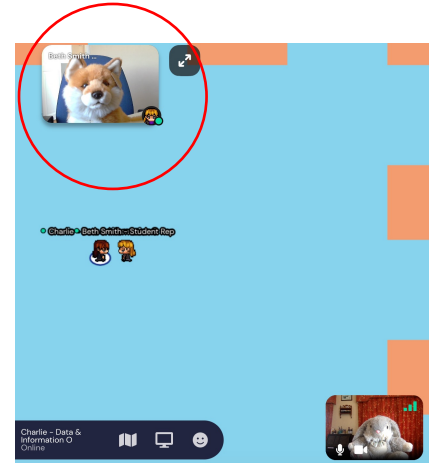 Beth Smith ...
Charlie Beth Smith - Student Rep
Charlie – Data &
Information O
Online